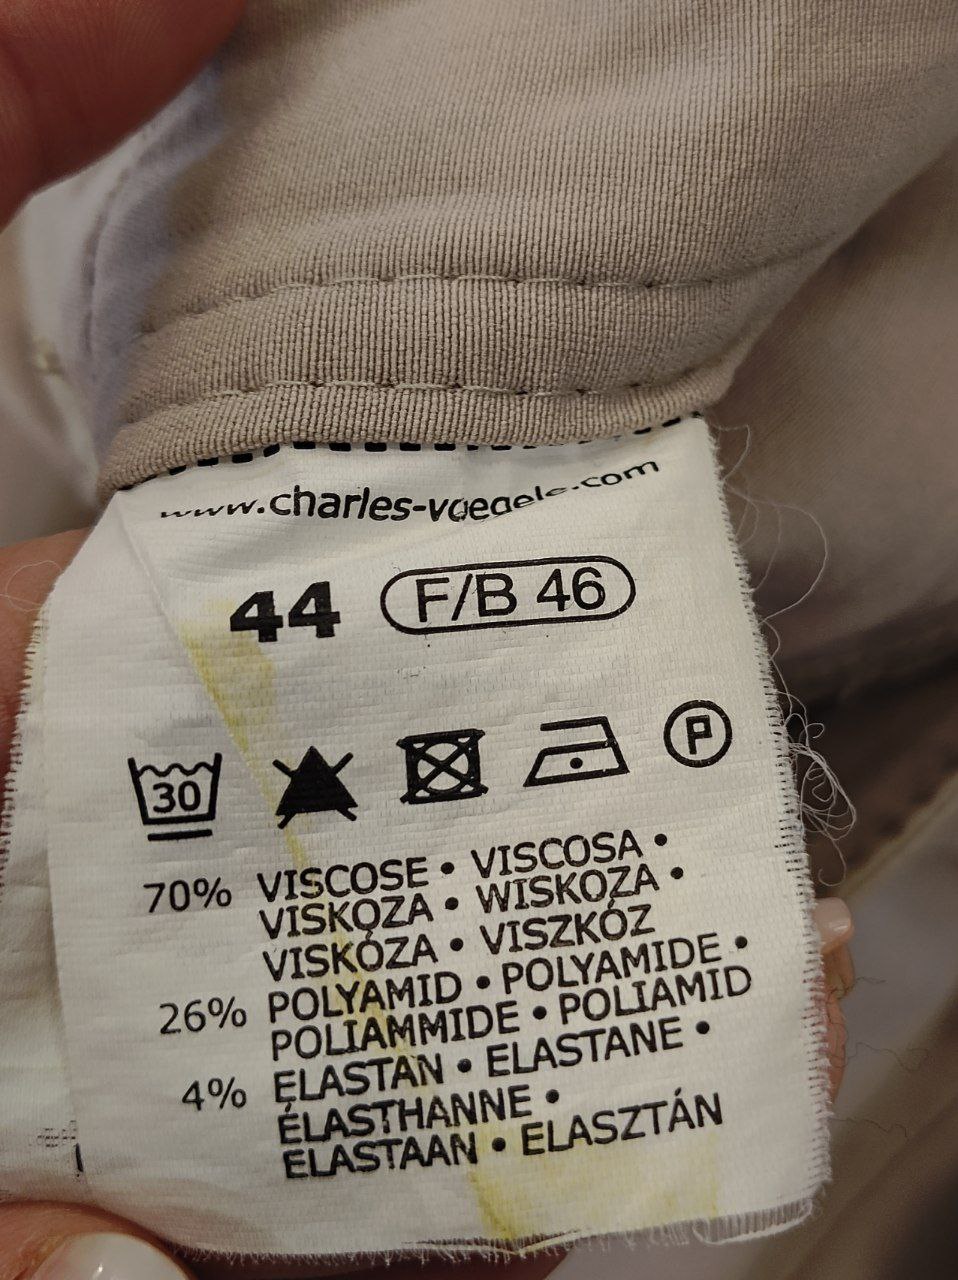 www.charles-voegele.com
44 F/B 46
30 P
70% VISCOSE • VISCOSA •
VISKOZA • WISKOZA •
VISKÓZA • VISZKÓZ
26% POLYAMID • POLYAMIDE •
POLIAMMIDE • POLIAMID
4% ELASTAN • ELASTANE •
ÉLASTHANNE •
ELASTAAN • ELASZTÁN